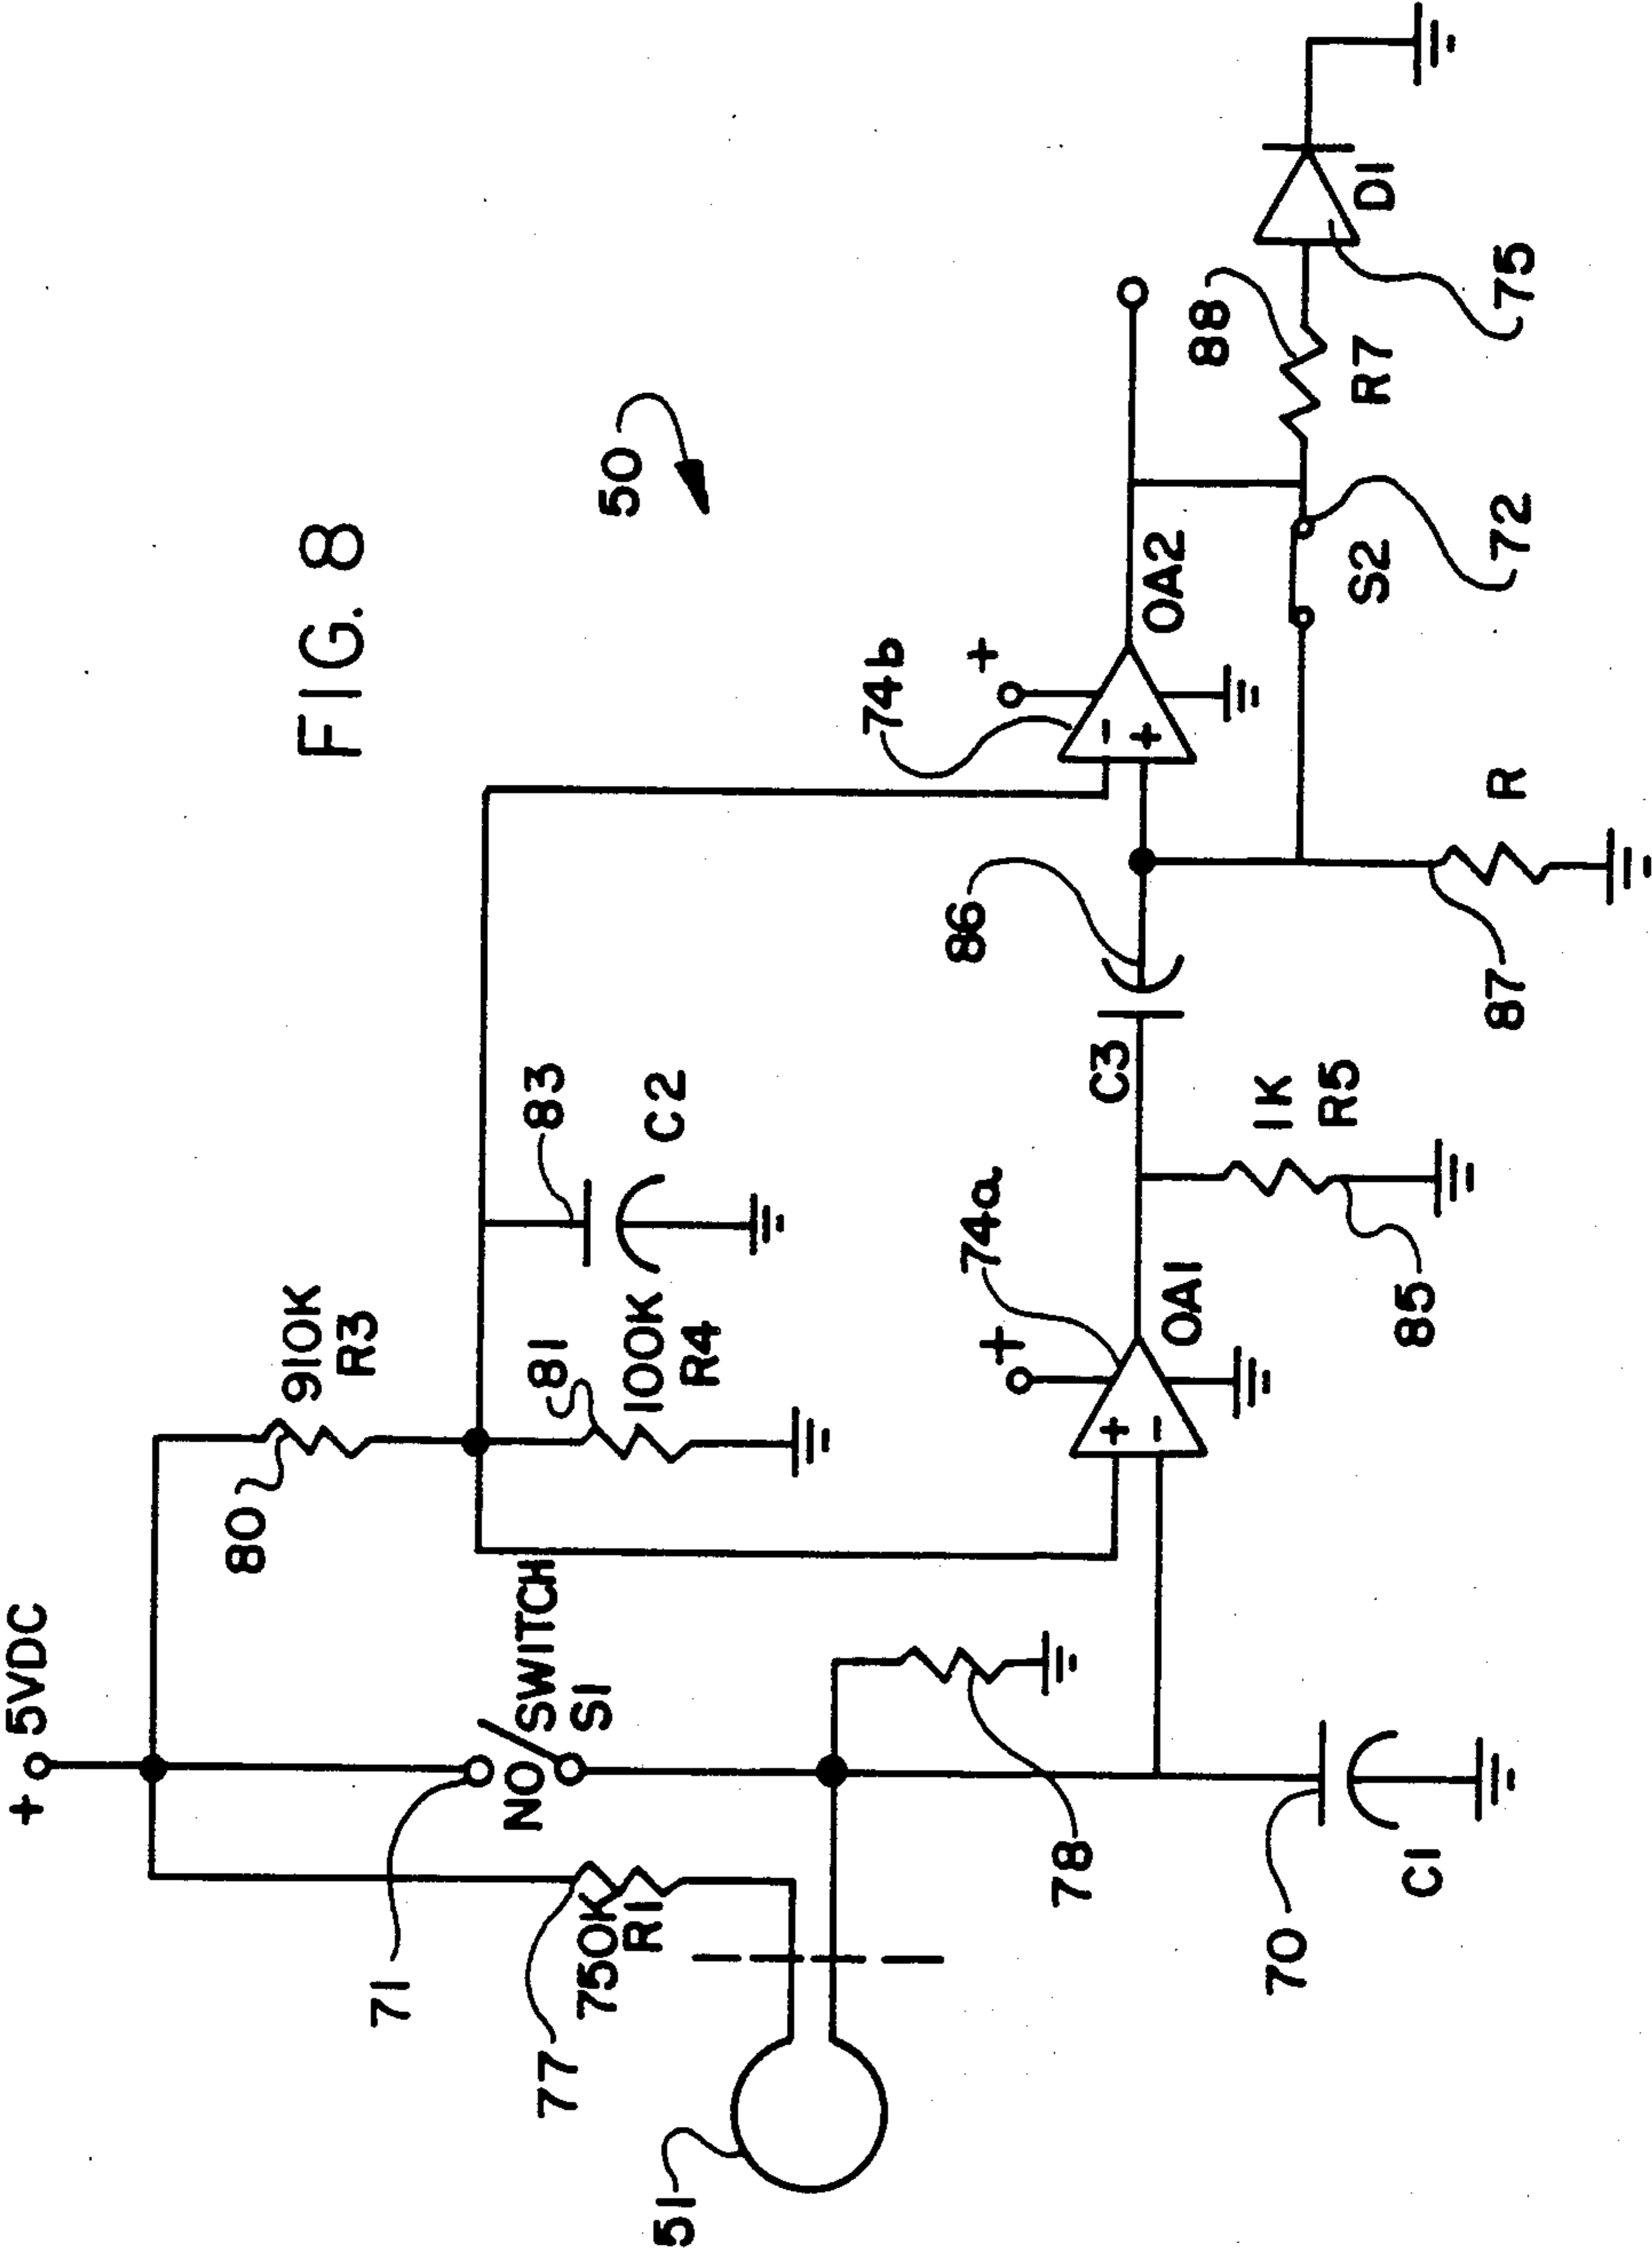 FIG. 8
+ 5VDC
50
71
NO
SWITCH
S1
80
910K
R3
81
100K
R4
83
C2
77
750K
R1
51
78
70
C1
74a
+
+
-
OA1
85
1K
R5
C3
86
74b
+
-
+
OA2
87
R
S2
72
88
R7
D1
75